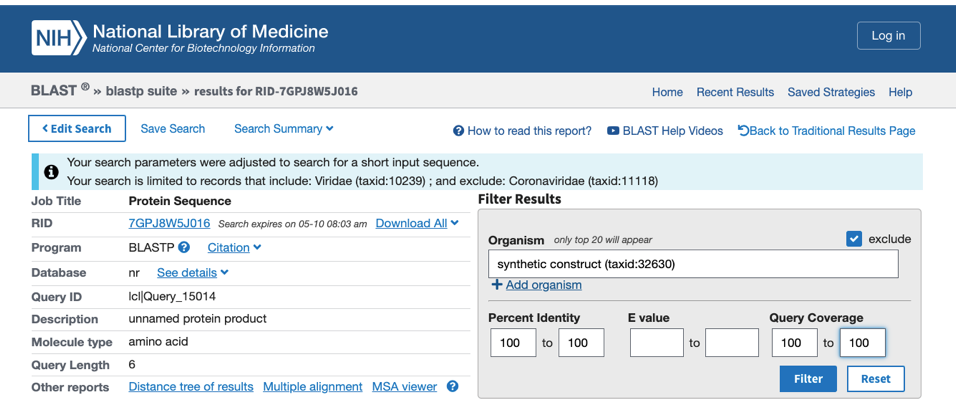 NIH National Library of Medicine
National Center for Biotechnology Information
Log in
BLAST ® » blastp suite » results for RID-7GPJ8W5J016
Home Recent Results Saved Strategies Help
Edit Search Save Search Search Summary How to read this report? BLAST Help Videos Back to Traditional Results Page
Your search parameters were adjusted to search for a short input sequence.
Your search is limited to records that include: Viridae (taxid:10239) ; and exclude: Coronaviridae (taxid:11118)
Job Title Protein Sequence
RID 7GPJ8W5J016 Search expires on 05-10 08:03 am Download All
Program BLASTP ? Citation
Database nr See details
Query ID lcl|Query_15014
Description unnamed protein product
Molecule type amino acid
Query Length 6
Other reports Distance tree of results Multiple alignment MSA viewer ?
Filter Results
Organism only top 20 will appear exclude
synthetic construct (taxid:32630)
+ Add organism
Percent Identity E value Query Coverage
100 to 100 to 100 to 100
Filter Reset